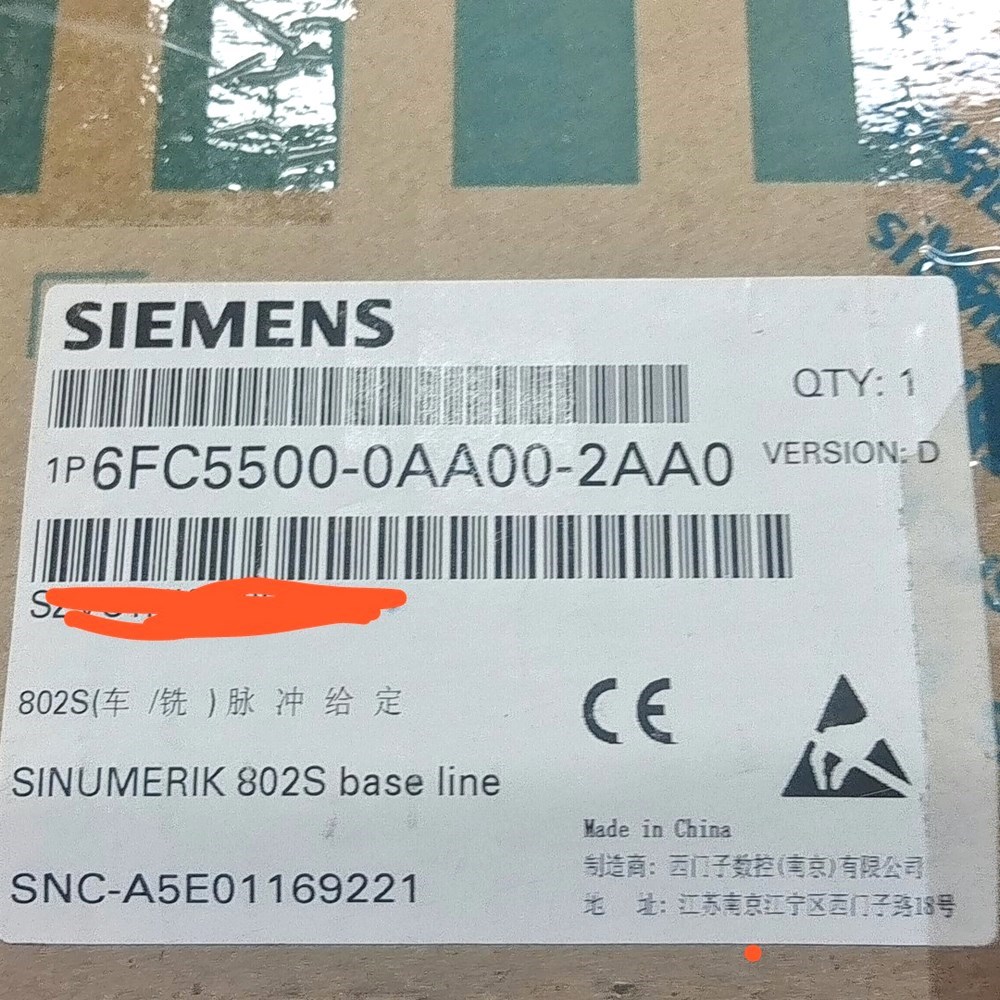 SIEMENS
QTY: 1
1P 6FC5500-0AA00-2AA0
VERSION: D
802S(车 /铣 )脉 冲 给 定
CE
SINUMERIK 802S base line
Made in China
制造商: 西门子数控(南京)有限公司
SNC-A5E01169221
地 址: 江苏南京江宁区西门子路18号